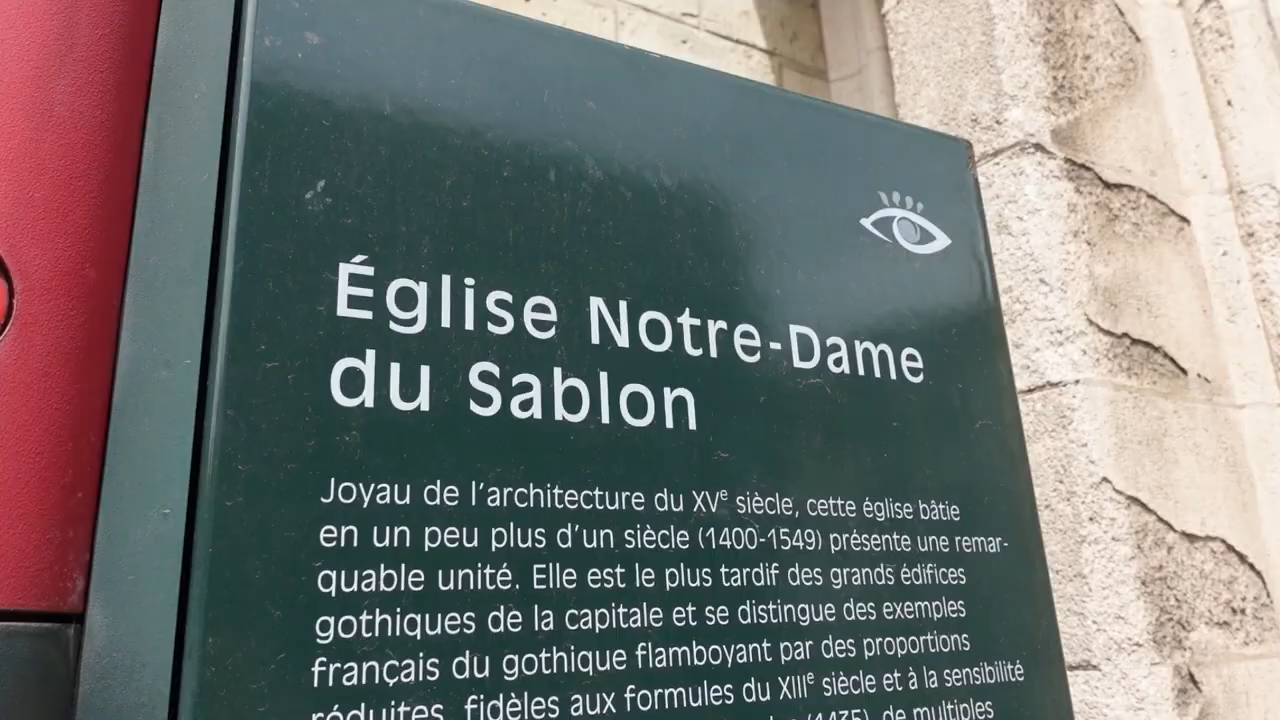 Église Notre-Dame
du Sablon
Joyau de l'architecture du XVe siècle, cette église bâtie
en un peu plus d'un siècle (1400-1549) présente une remar-
quable unité. Elle est le plus tardif des grands édifices
gothiques de la capitale et se distingue des exemples
français du gothique flamboyant par des proportions
réduites, fidèles aux formules du XIIIe siècle et à la sensibilité
(1435), de multiples